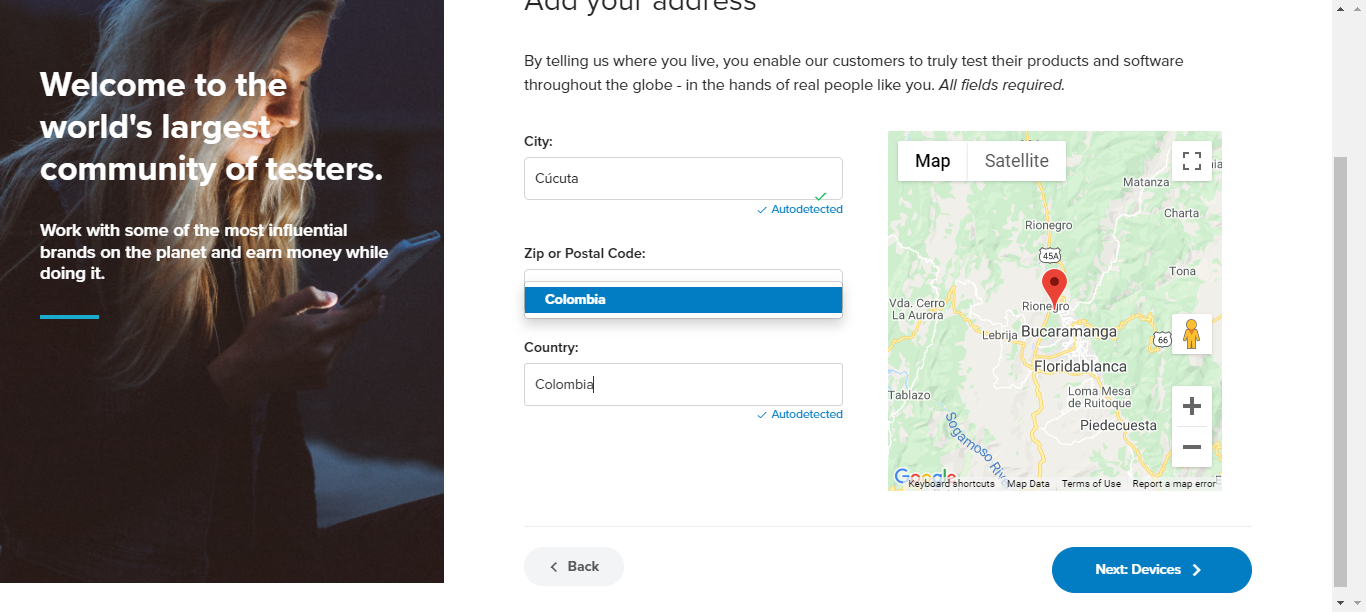 Add your address
Welcome to the
world's largest
community of testers.
Work with some of the most influential
brands on the planet and earn money while
doing it.
By telling us where you live, you enable our customers to truly test their products and software
throughout the globe - in the hands of real people like you. All fields required.
City:
Cúcuta
Autodetected
Zip or Postal Code:
Colombia
Country:
Colombia
Autodetected
Map
Satellite
Matanza
Charta
Rionegro
45A
Tona
Vda. Cerro
La Aurora
Rionegro
Lebrija
Bucaramanga
66
Floridablanca
Tablazo
Loma Mesa
de Ruitoque
Piedecuesta
Sogamoso River
Google
Keyboard shortcuts
Map Data
Terms of Use
Report a map error
Back
Next: Devices